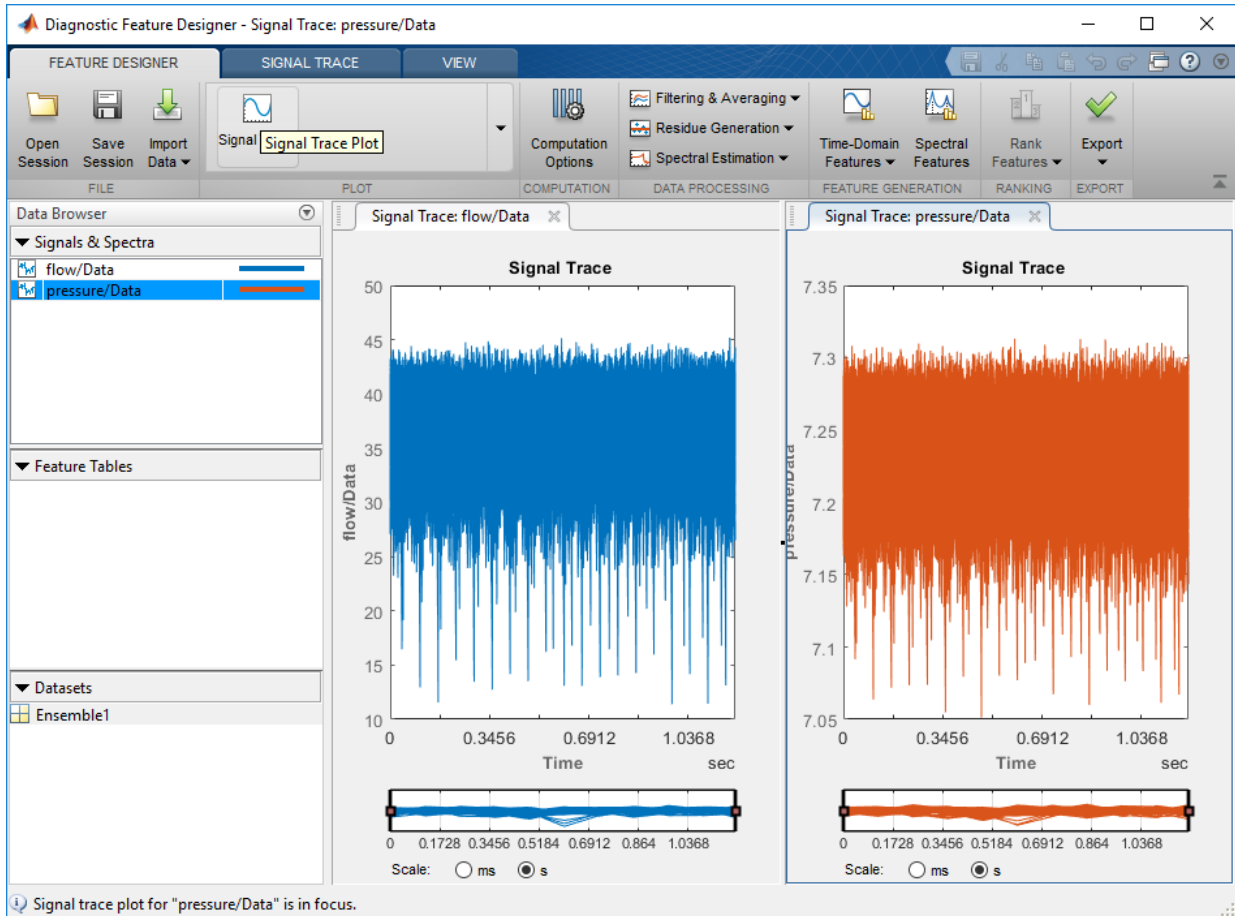 Diagnostic Feature Designer - Signal Trace: pressure/Data
FEATURE DESIGNER SIGNAL TRACE VIEW
Open Session
Save Session
Import Data
Signal
Signal Trace Plot
Computation Options
Filtering & Averaging
Residue Generation
Spectral Estimation
Time-Domain Features
Spectral Features
Rank Features
Export
FILE PLOT COMPUTATION DATA PROCESSING FEATURE GENERATION RANKING EXPORT
Data Browser
Signals & Spectra
flow/Data
pressure/Data
Feature Tables
Datasets
Ensemble1
Signal Trace: flow/Data
Signal Trace
50
45
40
35
30
25
20
15
10
flow/Data
0 0.3456 0.6912 1.0368
Time sec
0 0.1728 0.3456 0.5184 0.6912 0.864 1.0368
Scale: ms s
Signal Trace: pressure/Data
Signal Trace
7.35
7.3
7.25
7.2
7.15
7.1
7.05
pressure/Data
0 0.3456 0.6912 1.0368
Time sec
0 0.1728 0.3456 0.5184 0.6912 0.864 1.0368
Scale: ms s
Signal trace plot for "pressure/Data" is in focus.